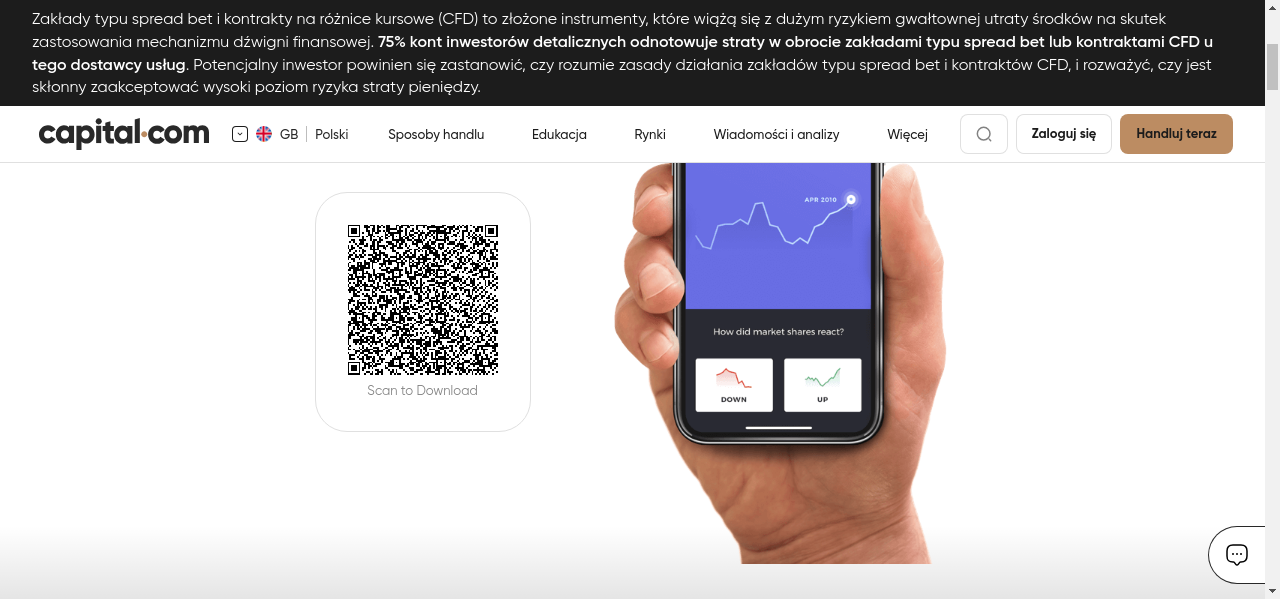 Zakłady typu spread bet i kontrakty na różnice kursowe (CFD) to złożone instrumenty, które wiążą się z dużym ryzykiem gwałtownej utraty środków na skutek
zastosowania mechanizmu dźwigni finansowej. 75% kont inwestorów detalicznych odnotowuje straty w obrocie zakładami typu spread bet lub kontraktami CFD u
tego dostawcy usług. Potencjalny inwestor powinien się zastanowić, czy rozumie zasady działania zakładów typu spread bet i kontraktów CFD, i rozważyć, czy jest
skłonny zaakceptować wysoki poziom ryzyka straty pieniędzy.
capital.com GB Polski Sposoby handlu Edukacja Rynki Wiadomości i analizy Więcej Zaloguj się Handluj teraz
APR 2010
How did market shares react?
DOWN UP
Scan to Download